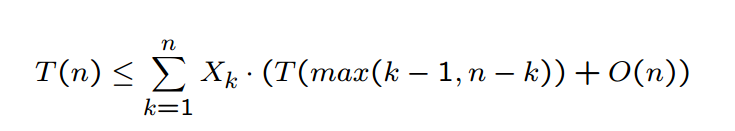 T(n) ≤ ∑_{k=1}^{n} X_k · (T(max(k − 1, n − k)) + O(n))